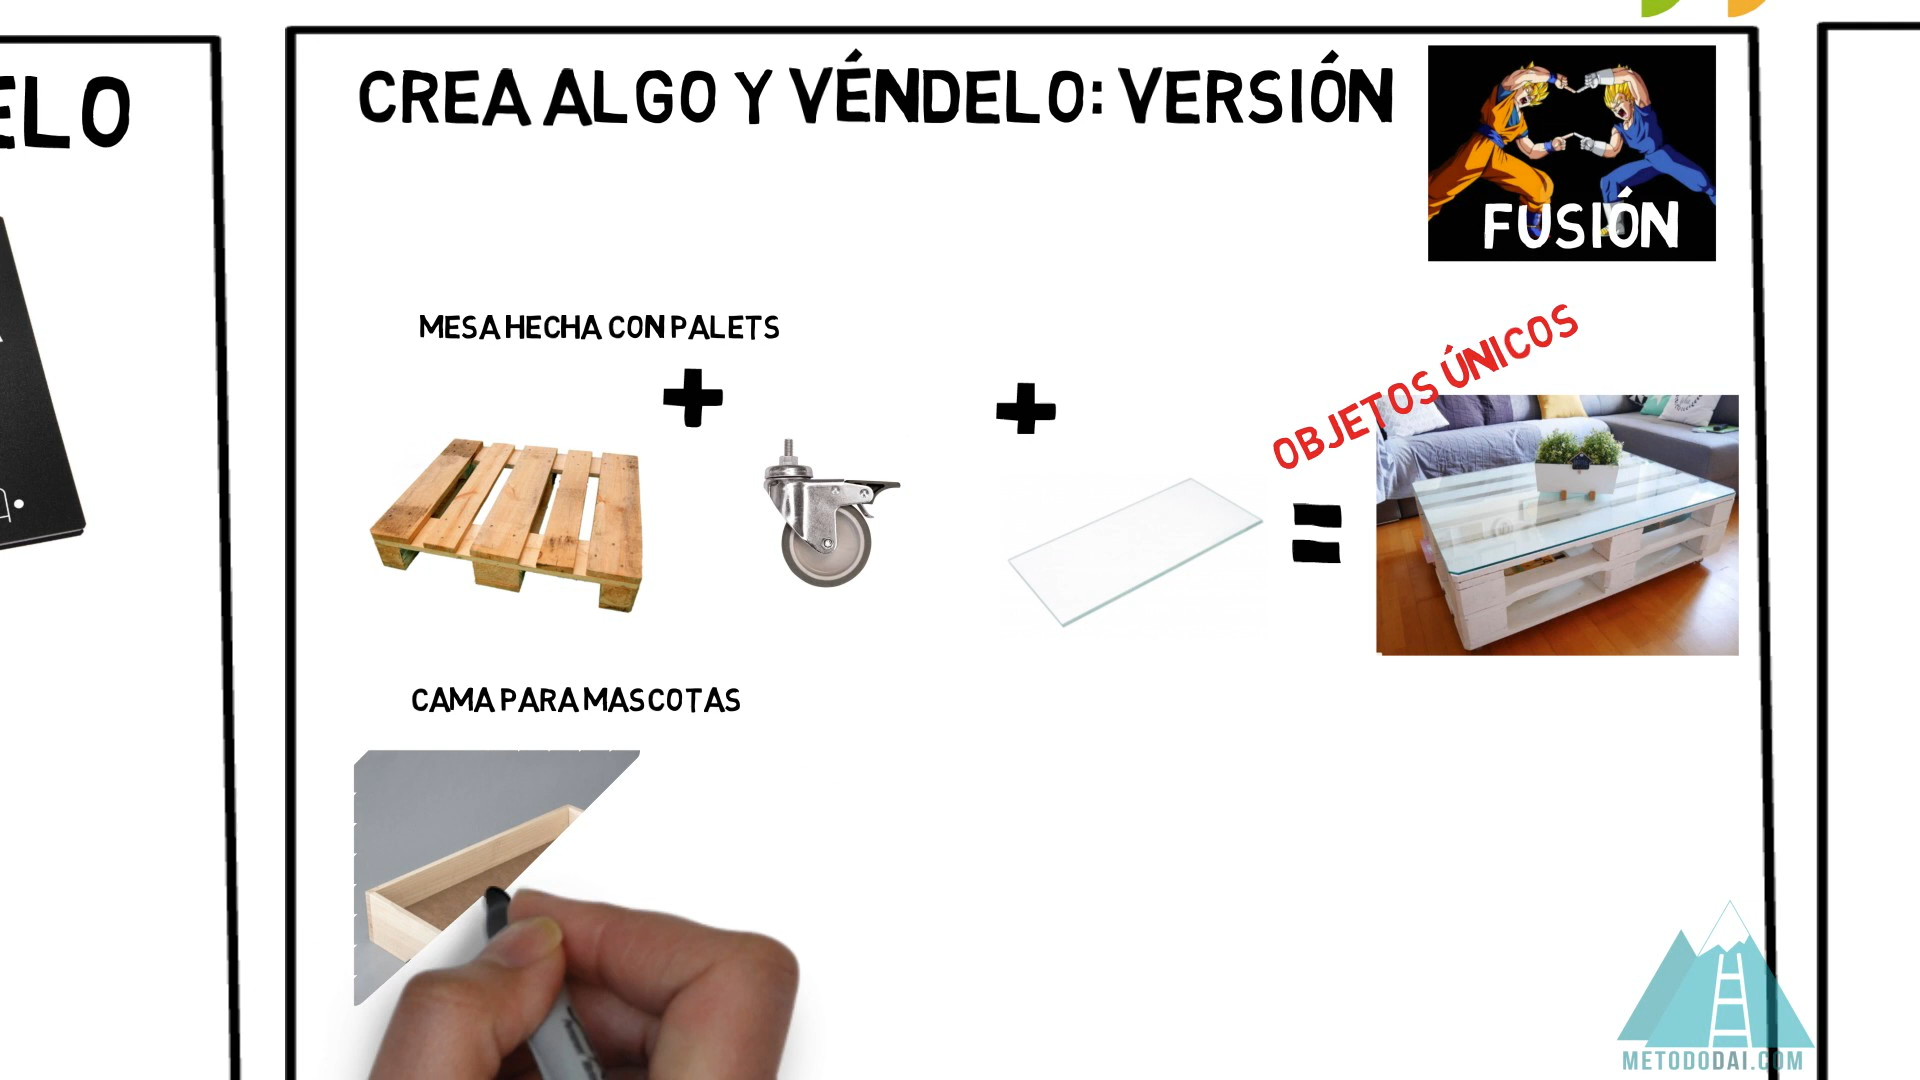 ELO
CREA ALGO Y VÉNDELO: VERSIÓN
FUSIÓN
MESA HECHA CON PALETS
+
+
OBJETOS ÚNICOS
=
CAMA PARA MASCOTAS
METODODAI.COM